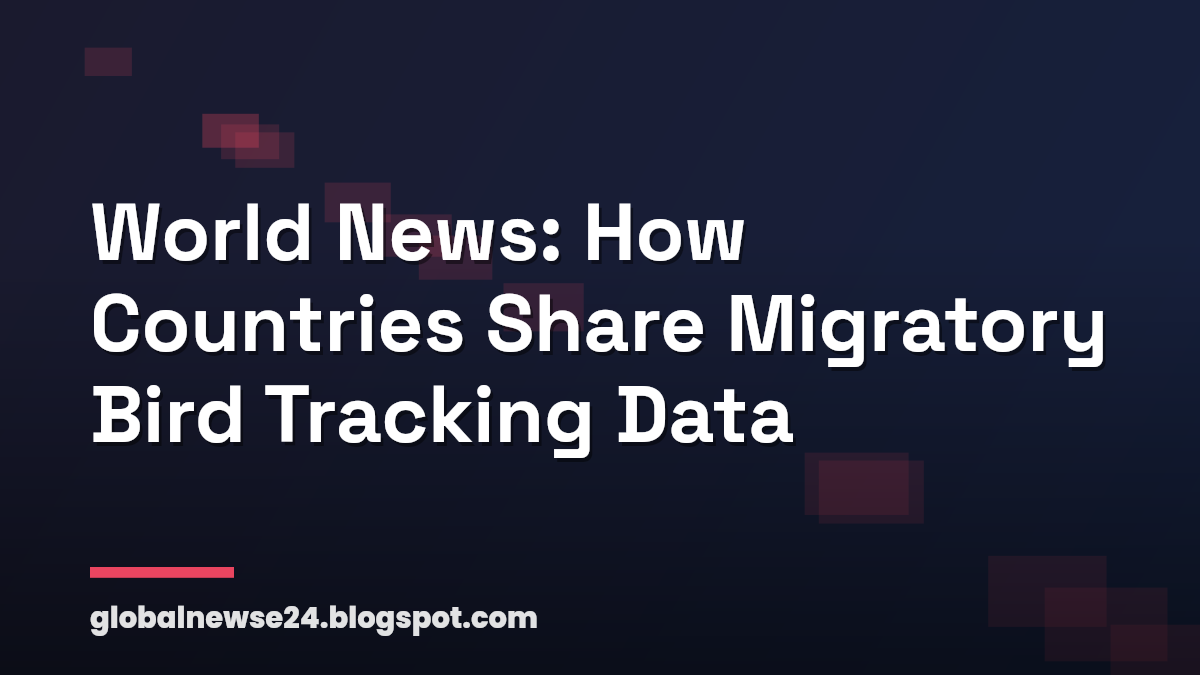 World News: How
Countries Share Migratory
Bird Tracking Data
globalnewse24.blogspot.com